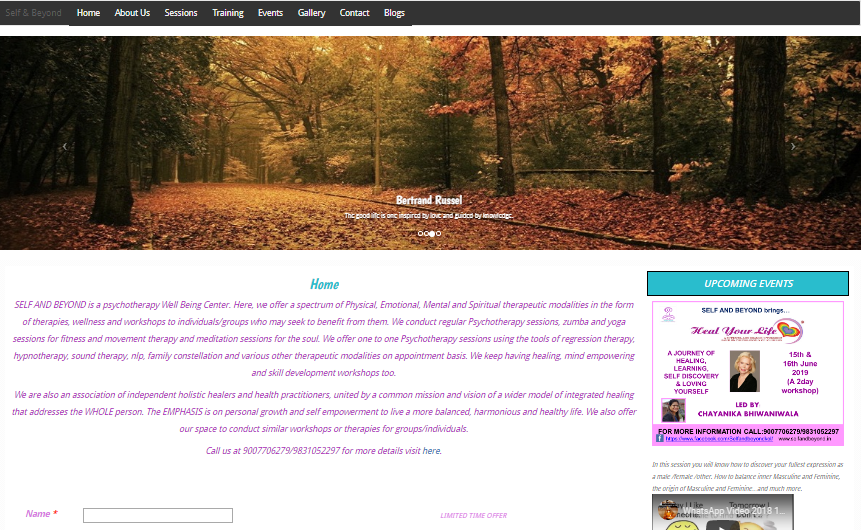 Self & Beyond Home About Us Sessions Training Events Gallery Contact Blogs
Bertrand Russel
The good life is one inspired by love and guided by knowledge.
Home
SELF AND BEYOND is a psychotherapy Well Being Center. Here, we offer a spectrum of Physical, Emotional, Mental and Spiritual therapeutic modalities in the form
of therapies, wellness and workshops to individuals/groups who may seek to benefit from them. We conduct regular Psychotherapy sessions, zumba and yoga
sessions for fitness and movement therapy and meditation sessions for the soul. We offer one to one Psychotherapy sessions using the tools of regression therapy,
hypnotherapy, sound therapy, nlp, family constellation and various other therapeutic modalities on appointment basis. We keep having healing, mind empowering
and skill development workshops too.
We are also an association of independent holistic healers and health practitioners, united by a common mission and vision of a wider model of integrated healing
that addresses the WHOLE person. The EMPHASIS is on personal growth and self empowerment to live a more balanced, harmonious and healthy life. We also offer
our space to conduct similar workshops or therapies for groups/individuals.
Call us at 9007706279/9831052297 for more details visit here.
Name *
LIMITED TIME OFFER
UPCOMING EVENTS
SELF AND BEYOND brings...
Heal Your Life
A JOURNEY OF
HEALING,
LEARNING,
SELF DISCOVERY
& LOVING
YOURSELF
15th &
16th June
2019
(A 2day
workshop)
LED BY
CHAYANIKA BHIWANIWALA
FOR MORE INFORMATION CALL:9007706279/9831052297
https://www.facebook.com/Selfandbeyondkol/ www.selfandbeyond.in
In this session you will know how to discover your fullest expression as
a male /female /other. How to balance inner Masculine and Feminine,
the origin of Masculine and Feminine...and much more.
WhatsApp Video 2018 1...